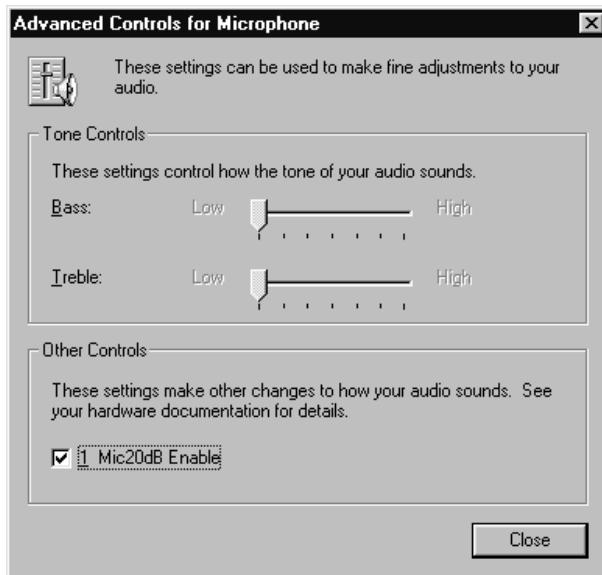 Advanced Controls for Microphone
These settings can be used to make fine adjustments to your
audio.
Tone Controls
These settings control how the tone of your audio sounds.
Bass: Low High
Treble: Low High
Other Controls
These settings make other changes to how your audio sounds. See
your hardware documentation for details.
1 Mic20dB Enable
Close